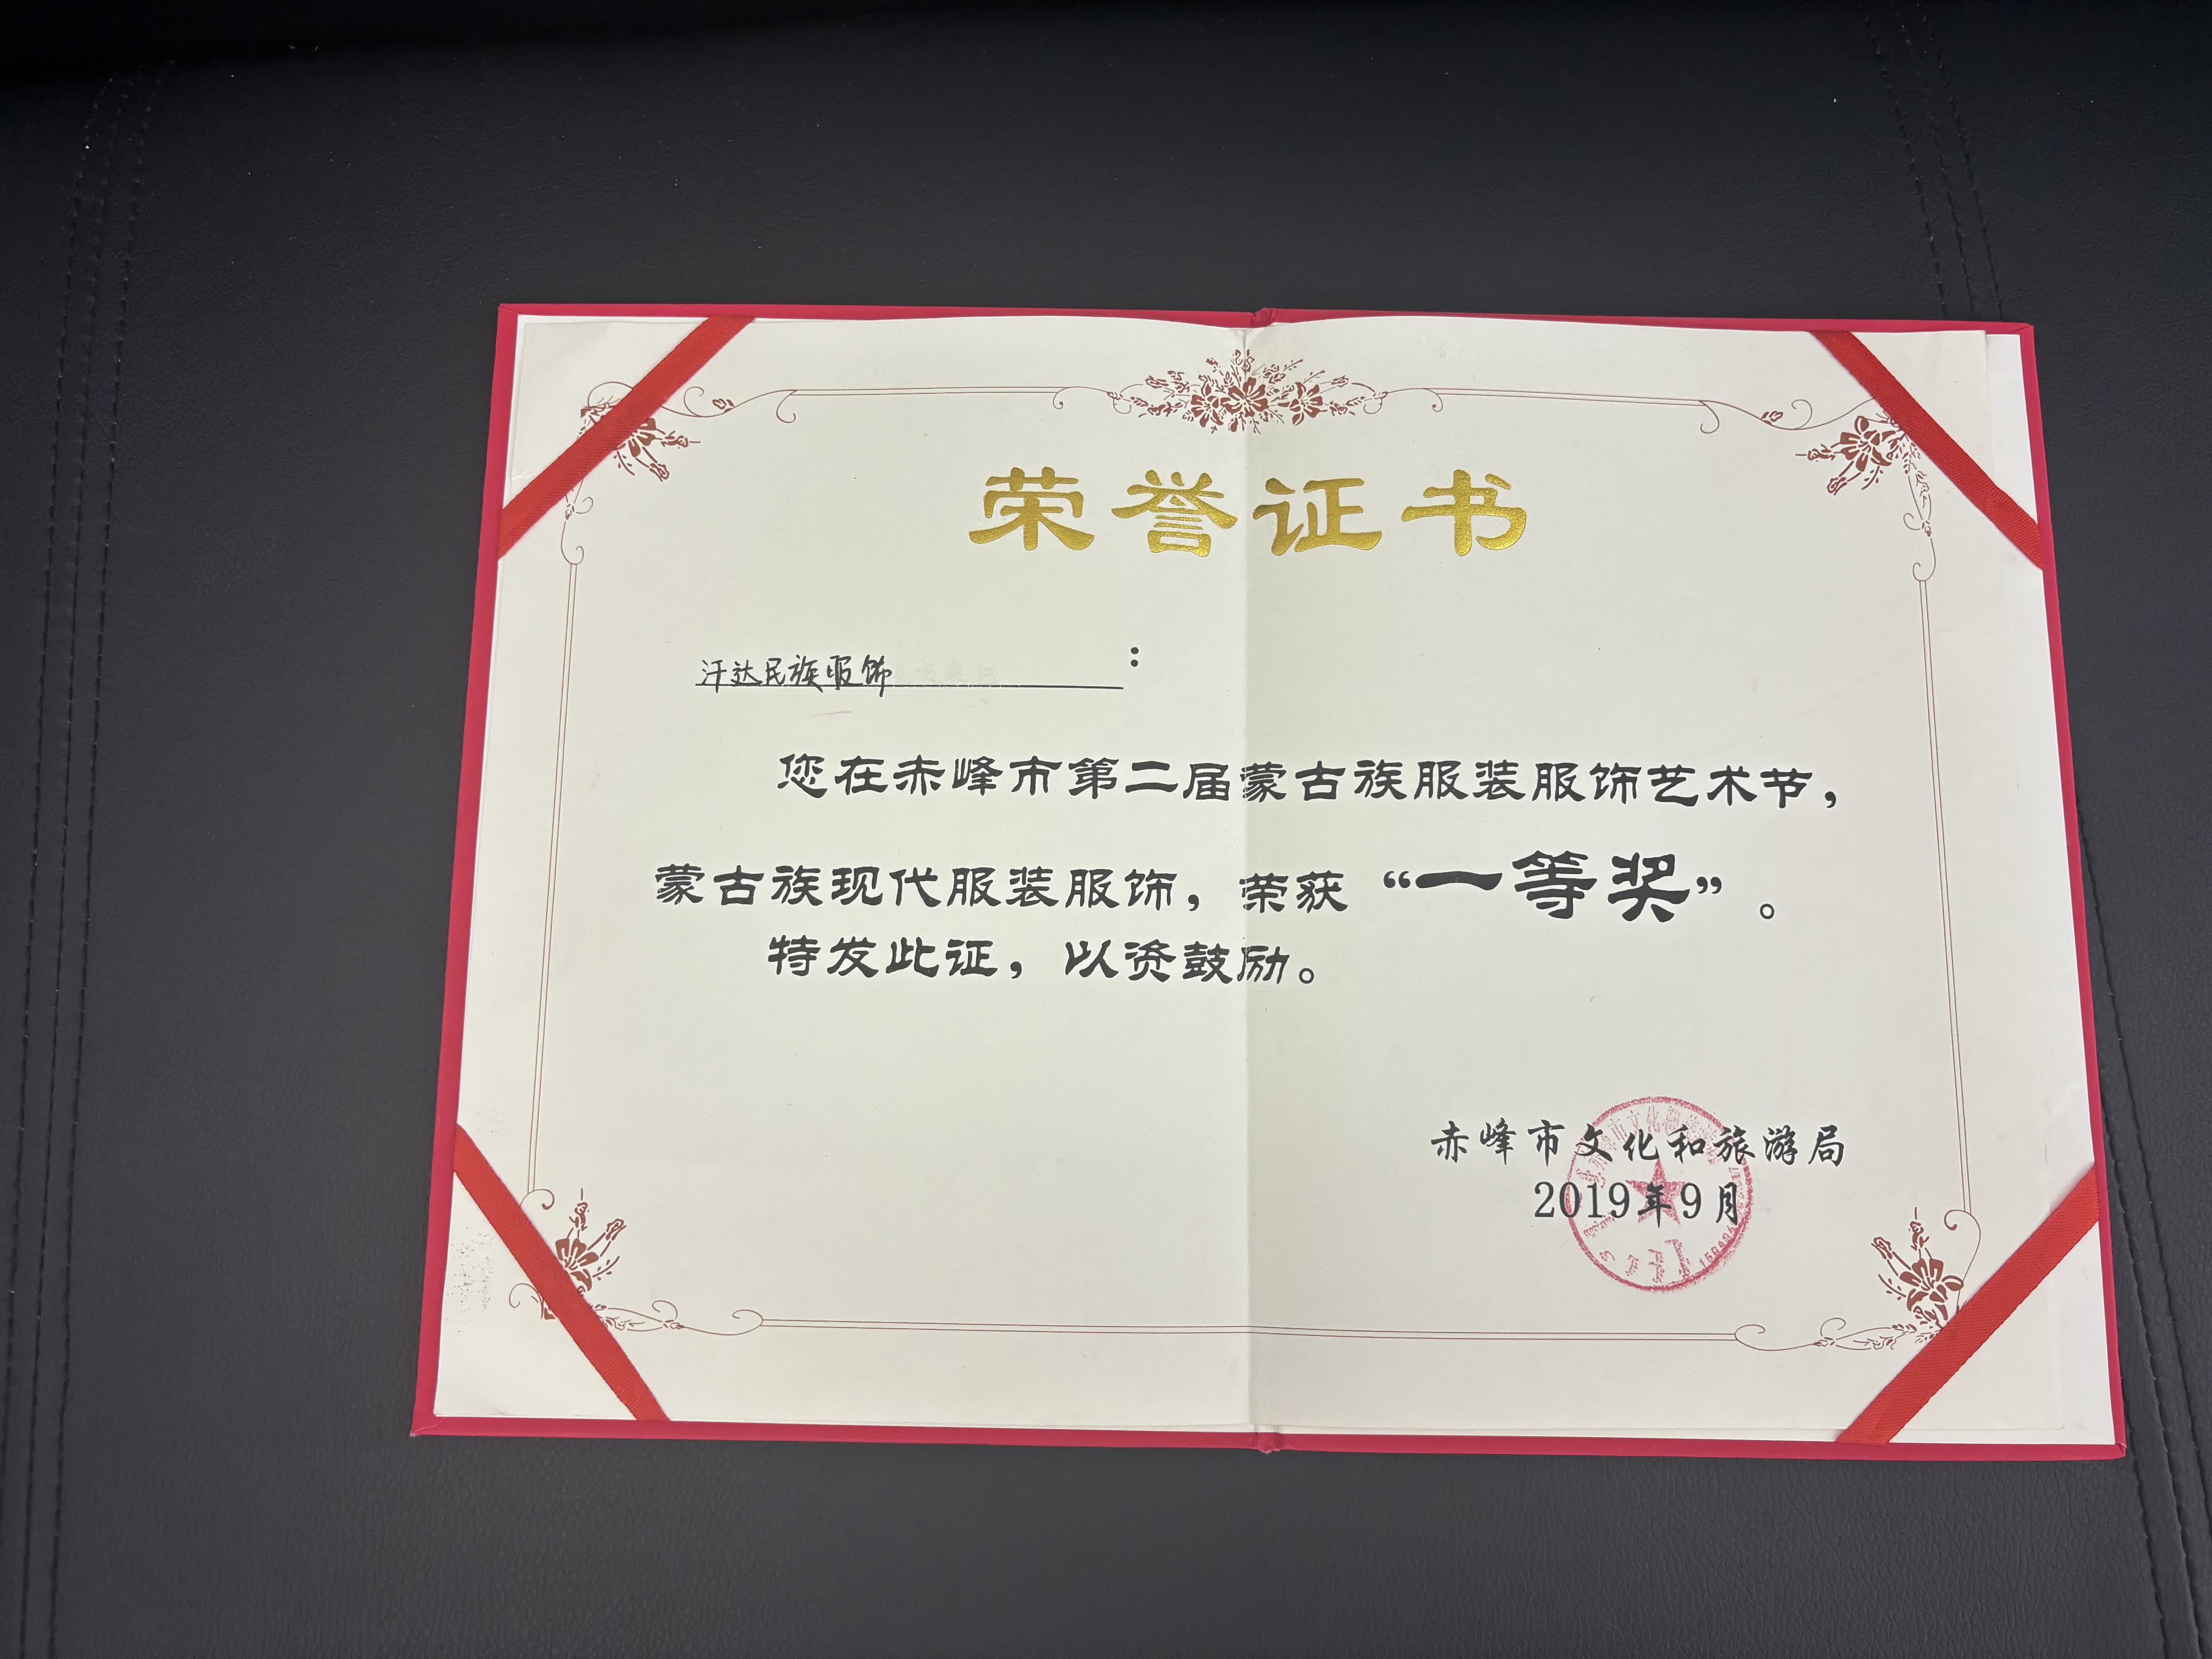 荣誉证书
汗达民族服饰：
您在赤峰市第二届蒙古族服装服饰艺术节，
蒙古族现代服装服饰，荣获“一等奖”。
特发此证，以资鼓励。
赤峰市文化和旅游局
2019年9月